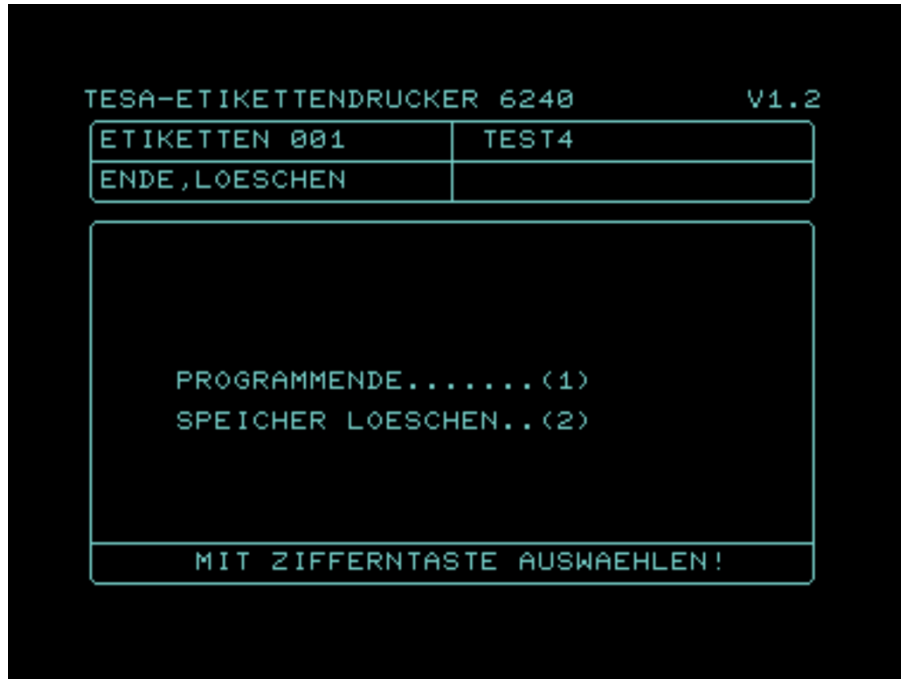 TESA-ETIKETTENDRUCKER 6240 V1.2
ETIKETTEN 001 TEST4
ENDE,LOESCHEN
PROGRAMMENDE.......(1)
SPEICHER LOESCHEN..(2)
MIT ZIFFERNTASTE AUSWAEHLEN!